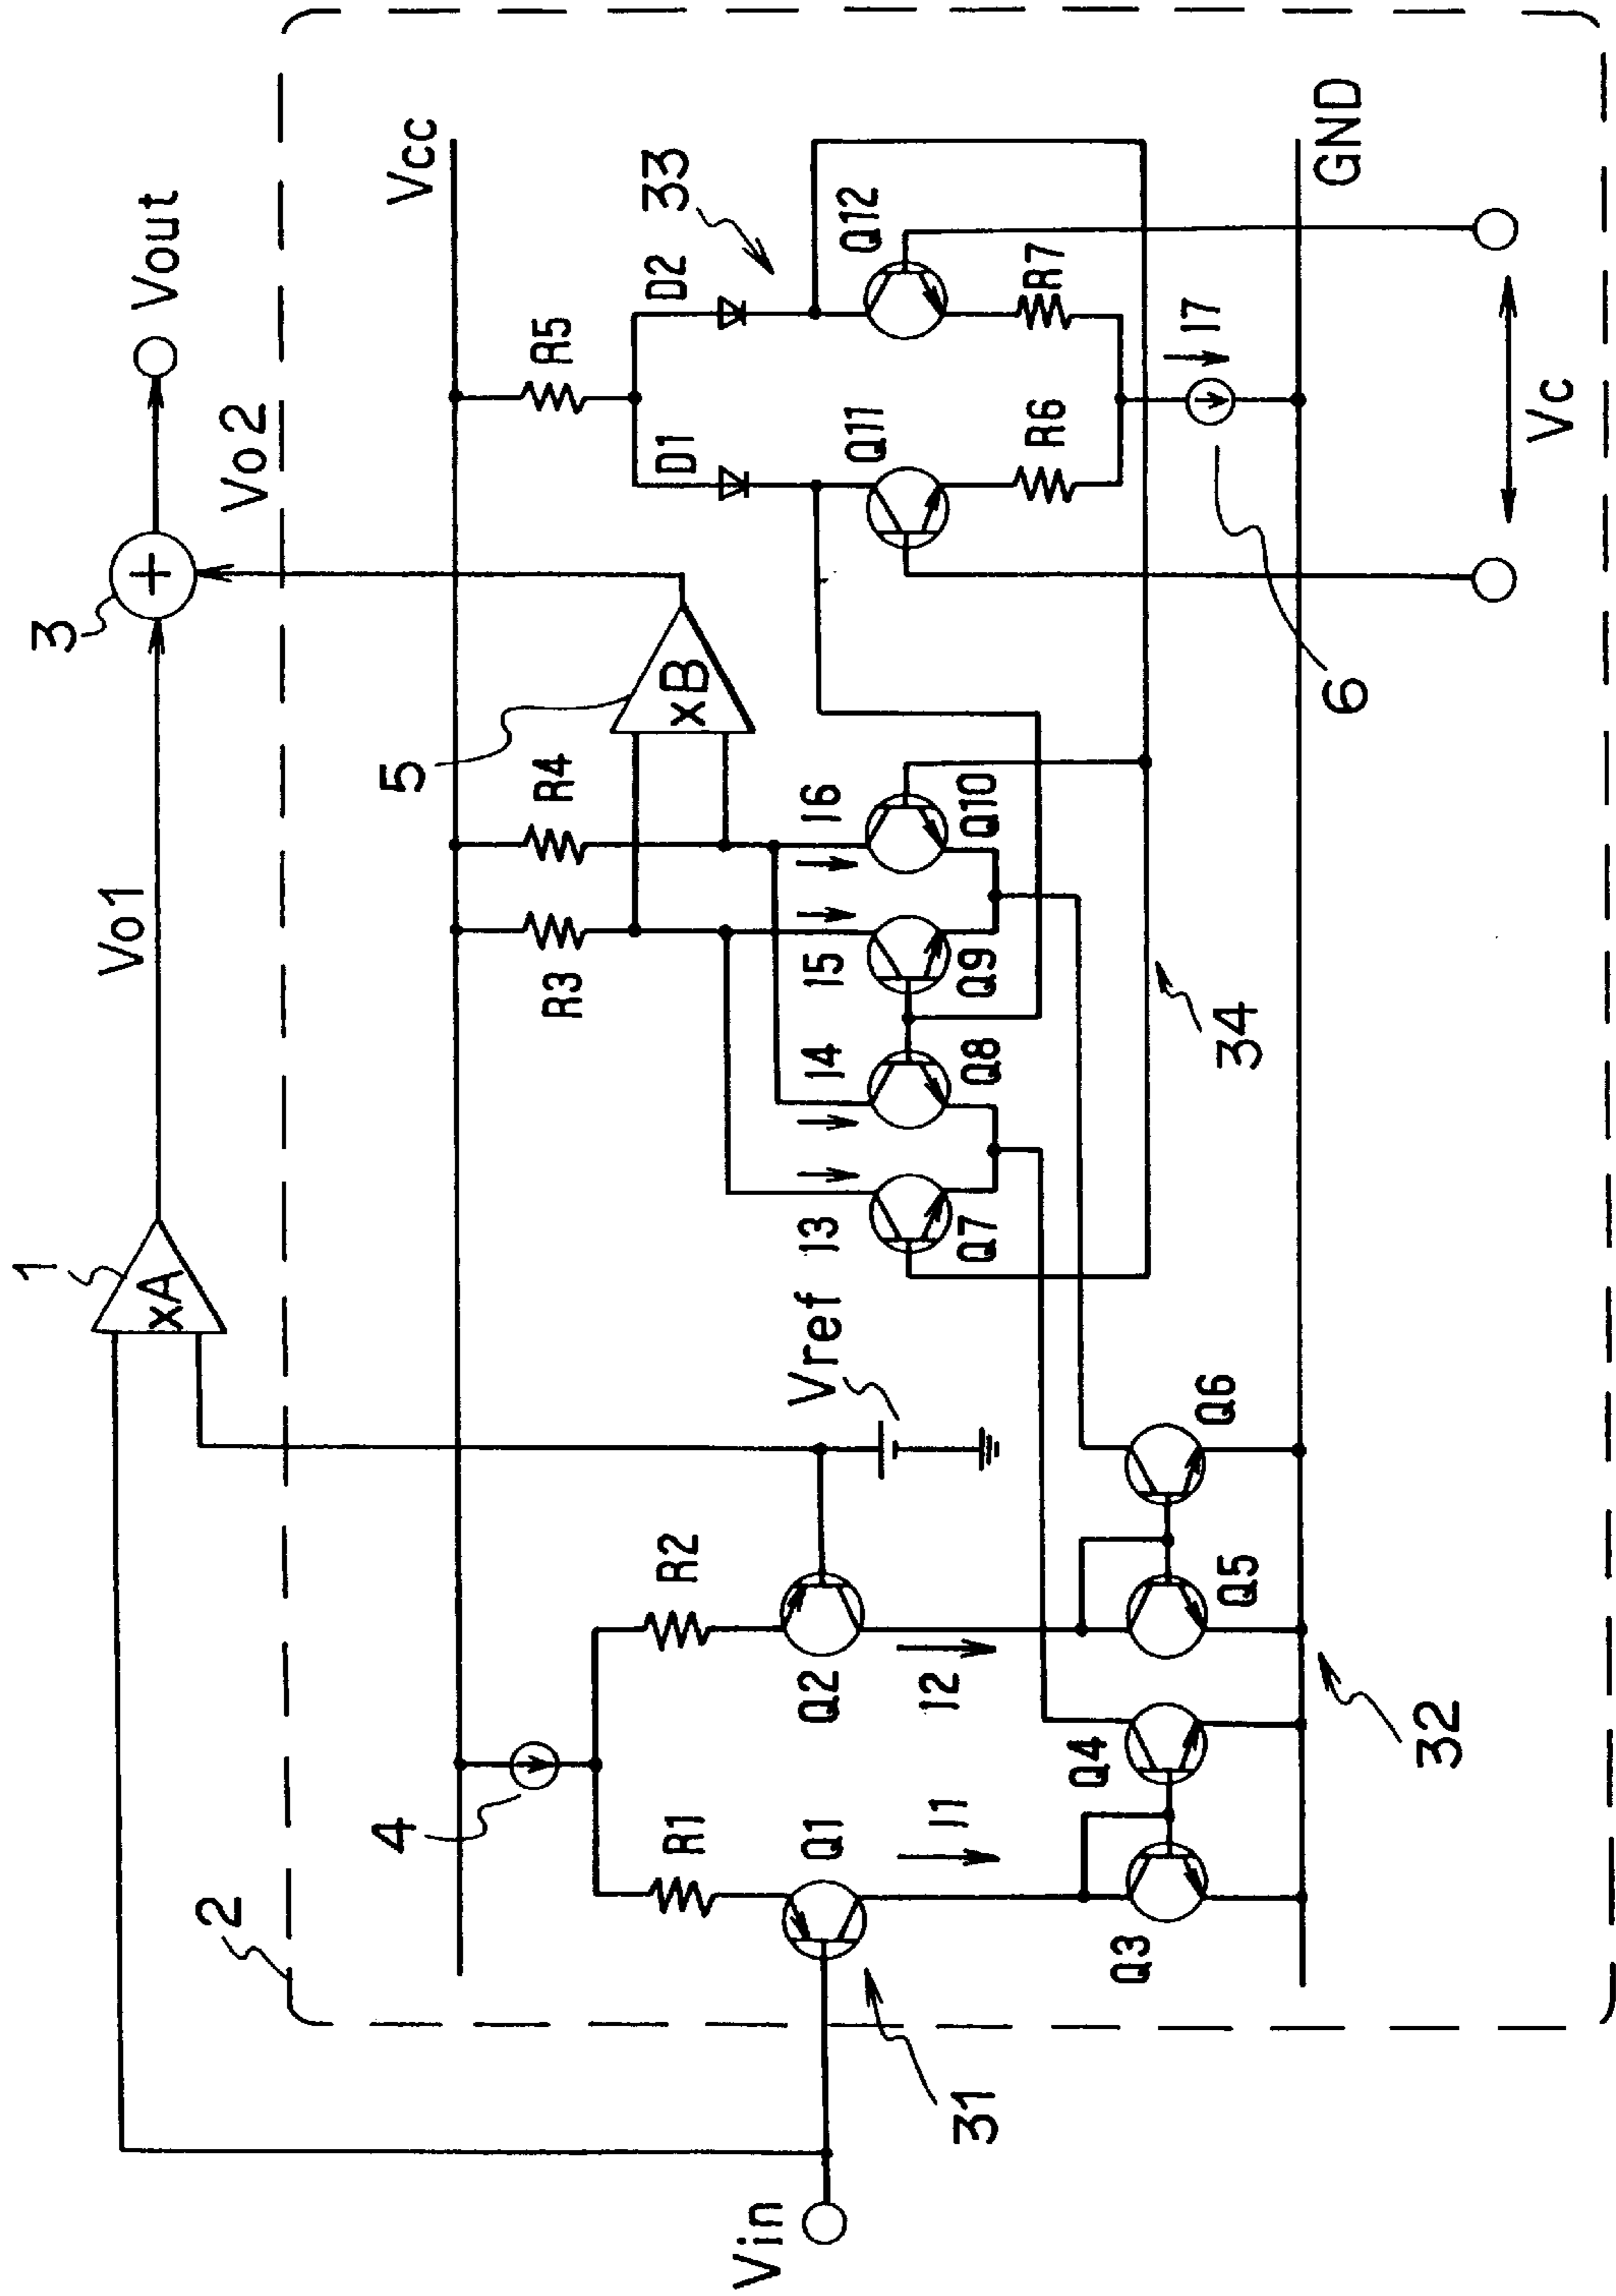 Vin
Vo1
Vo2
Vout
1
xA
3
2
Vcc
4
R1
R2
R3
R4
R5
5
xB
D1
D2
33
Vref
Q1
Q2
31
I1
I2
I3
I4
I5
I6
Q7
Q8
Q9
Q10
Q11
Q12
R6
R7
34
I7
6
Q3
Q4
Q5
Q6
32
GND
Vc